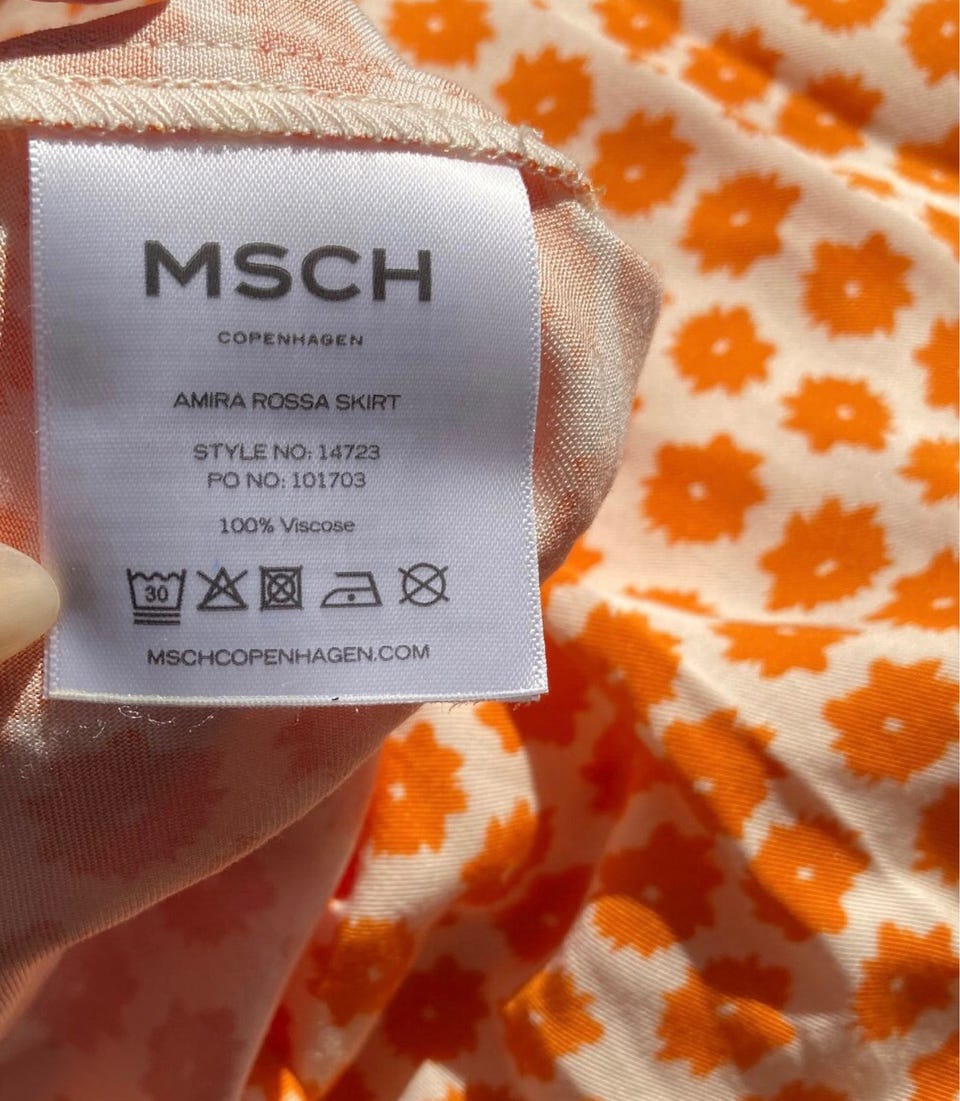 MSCH
COPENHAGEN
AMIRA ROSSA SKIRT
STYLE NO: 14723
PO NO: 101703
100% Viscose
30
MSCHCOPENHAGEN.COM